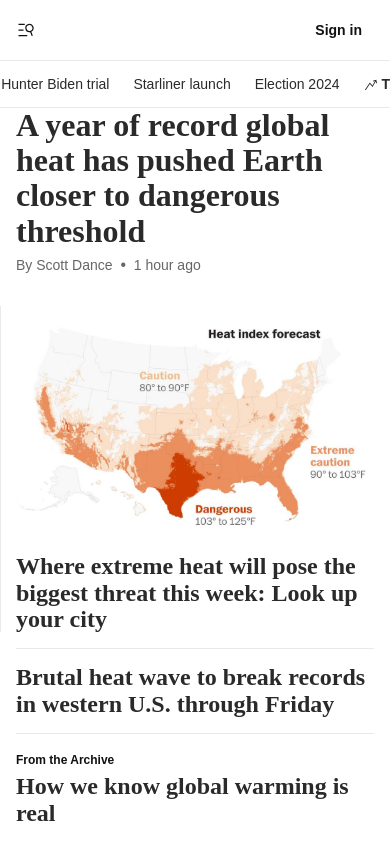 Sign in
Hunter Biden trial Starliner launch Election 2024 T
A year of record global
heat has pushed Earth
closer to dangerous
threshold
By Scott Dance • 1 hour ago
Heat index forecast
Caution
80° to 90°F
Extreme
caution
90° to 103°F
Dangerous
103° to 125°F
Where extreme heat will pose the
biggest threat this week: Look up
your city
Brutal heat wave to break records
in western U.S. through Friday
From the Archive
How we know global warming is
real